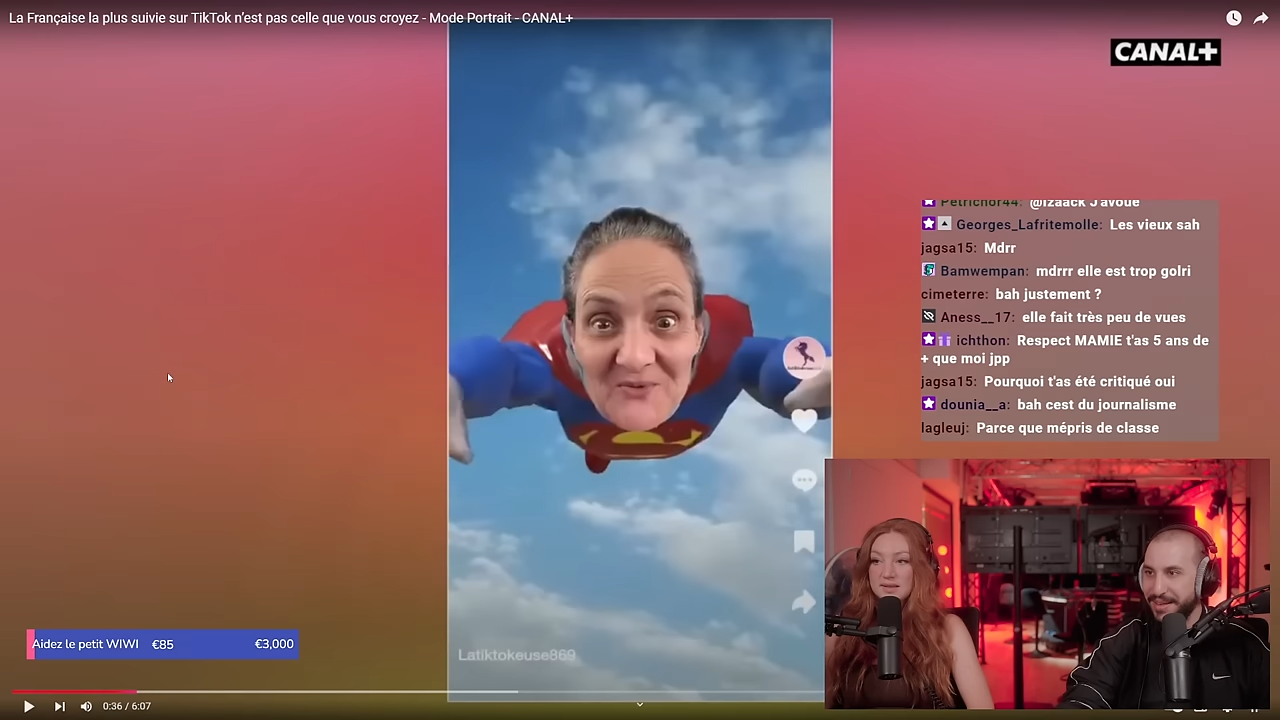 La Française la plus suivie sur TikTok n'est pas celle que vous croyez - Mode Portrait - CANAL+
CANAL+
Petrichor44: @Izaack J'avoue
Georges_Lafritemolle: Les vieux sah
jagsa15: Mdrr
Bamwempan: mdrrr elle est trop golri
cimeterre: bah justement ?
Aness__17: elle fait très peu de vues
ichthon: Respect MAMIE t'as 5 ans de
+ que moi jpp
jagsa15: Pourquoi t'as été critiqué oui
dounia__a: bah cest du journalisme
lagleuj: Parce que mépris de classe
Aidez le petit WIWI €85 €3,000
Latiktokeuse869
0:36 / 6:07